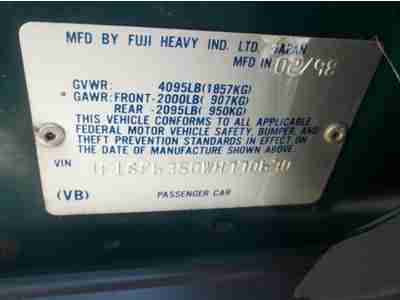 MFD BY FUJI HEAVY IND. LTD. JAPAN
MFD IN
GVWR: 4095LB(1857KG)
*GAWR:FRONT-2000LB( 907KG)
REAR -2095LB( 950KG)
THIS VEHICLE CONFORMS TO ALL APPLICABLE
FEDERAL MOTOR VEHICLE SAFETY, BUMPER, AND
THEFT PREVENTION STANDARDS IN EFFECT ON
THE DATE OF MANUFACTURE SHOWN ABOVE.
VIN
(VB) PASSENGER CAR